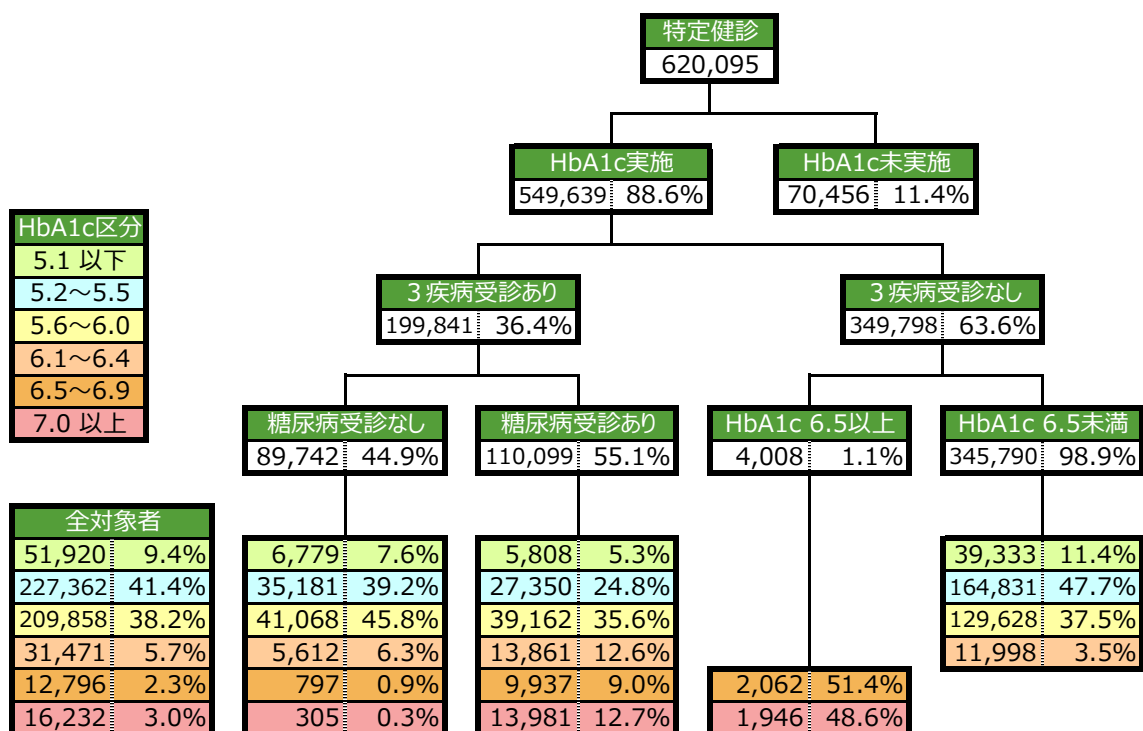 特定健診
620,095
HbA1c実施
549,639 88.6%
HbA1c未実施
70,456 11.4%
HbA1c区分
5.1 以下
5.2～5.5
5.6～6.0
6.1～6.4
6.5～6.9
7.0 以上
３疾病受診あり
199,841 36.4%
３疾病受診なし
349,798 63.6%
糖尿病受診なし
89,742 44.9%
糖尿病受診あり
110,099 55.1%
HbA1c 6.5以上
4,008 1.1%
HbA1c 6.5未満
345,790 98.9%
全対象者
51,920 9.4%
227,362 41.4%
209,858 38.2%
31,471 5.7%
12,796 2.3%
16,232 3.0%
6,779 7.6%
35,181 39.2%
41,068 45.8%
5,612 6.3%
797 0.9%
305 0.3%
5,808 5.3%
27,350 24.8%
39,162 35.6%
13,861 12.6%
9,937 9.0%
13,981 12.7%
2,062 51.4%
1,946 48.6%
39,333 11.4%
164,831 47.7%
129,628 37.5%
11,998 3.5%